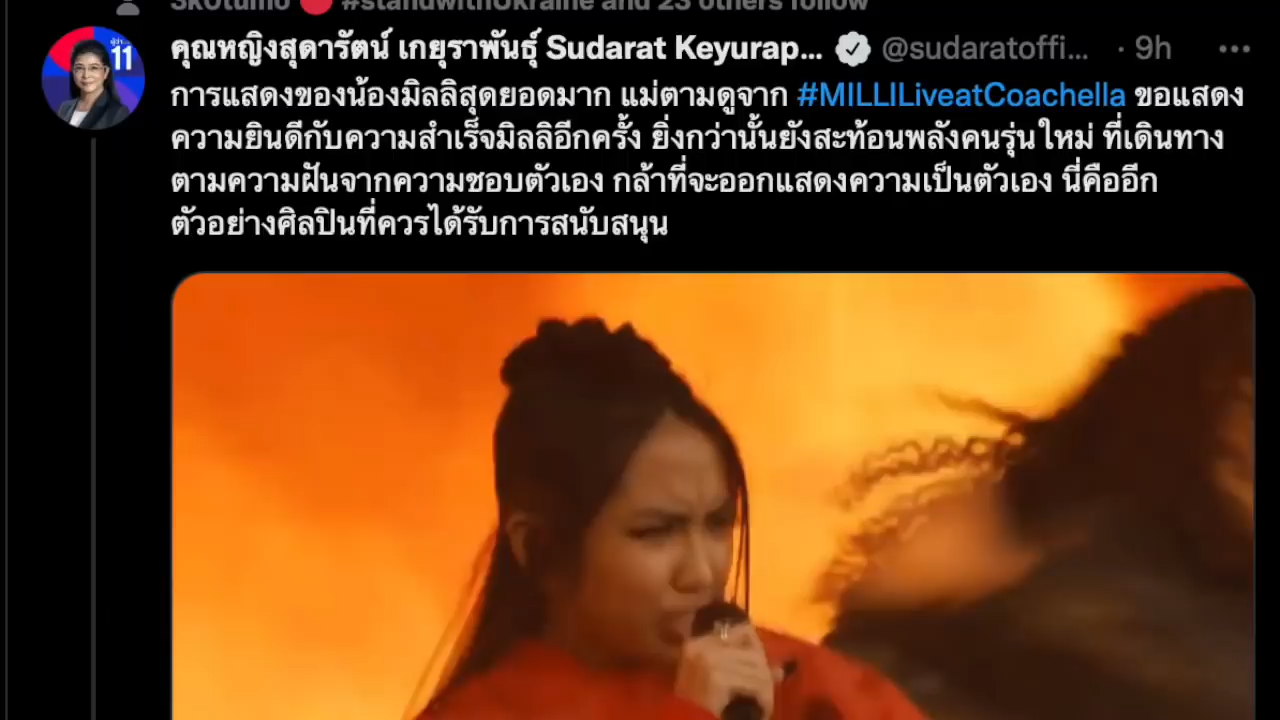 #standwithUkraine and 23 others follow
คุณหญิงสุดารัตน์ เกยุราพันธุ์ Sudarat Keyurap... @sudaratoffi... · 9h
การแสดงของน้องมิลลิสุดยอดมาก แม่ตามดูจาก #MILLILiveatCoachella ขอแสดง
ความยินดีกับความสำเร็จมิลลิอีกครั้ง ยิ่งกว่านั้นยังสะท้อนพลังคนรุ่นใหม่ ที่เดินทาง
ตามความฝันจากความชอบตัวเอง กล้าที่จะออกแสดงความเป็นตัวเอง นี่คืออีก
ตัวอย่างศิลปินที่ควรได้รับการสนับสนุน
11